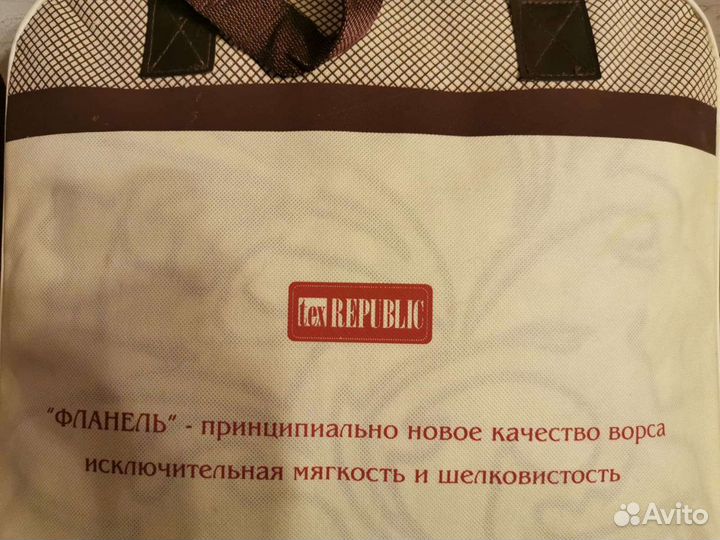 tex REPUBLIC
"ФЛАНЕЛЬ" - принципиально новое качество ворса
исключительная мягкость и шелковистость
Avito